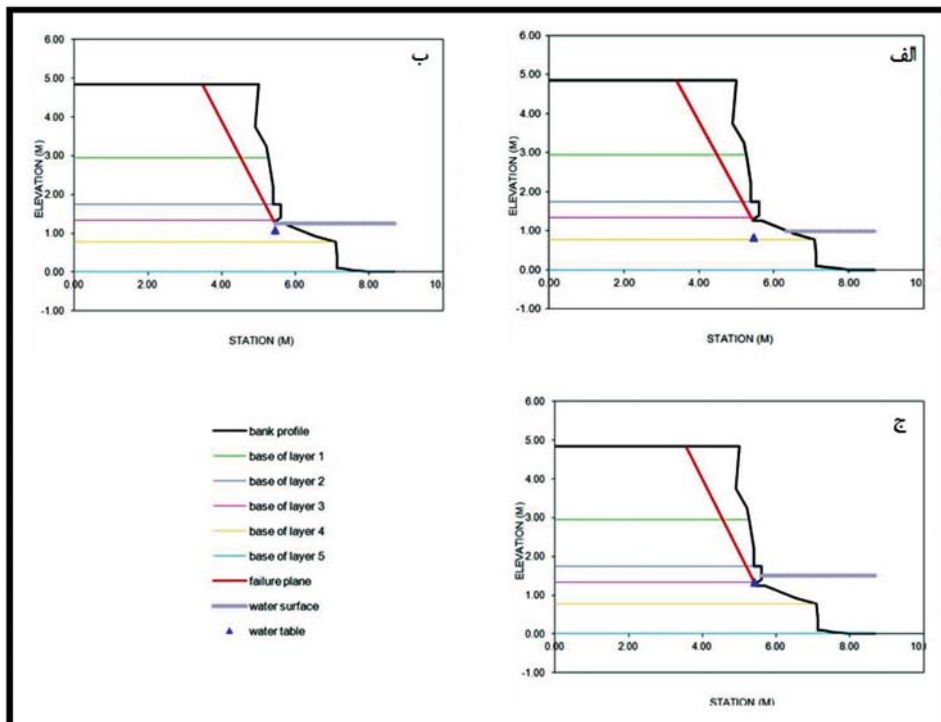 ب
6.00
5.00
4.00
3.00
2.00
1.00
0.00
-1.00
ELEVATION (M)
0.00 2.00 4.00 6.00 8.00 10.
STATION (M)
الف
6.00
5.00
4.00
3.00
2.00
1.00
0.00
-1.00
ELEVATION (M)
0.00 2.00 4.00 6.00 8.00 10.0
STATION (M)
bank profile
base of layer 1
base of layer 2
base of layer 3
base of layer 4
base of layer 5
failure plane
water surface
water table
ج
6.00
5.00
4.00
3.00
2.00
1.00
0.00
-1.00
ELEVATION (M)
0.00 2.00 4.00 6.00 8.00 10.0
STATION (M)